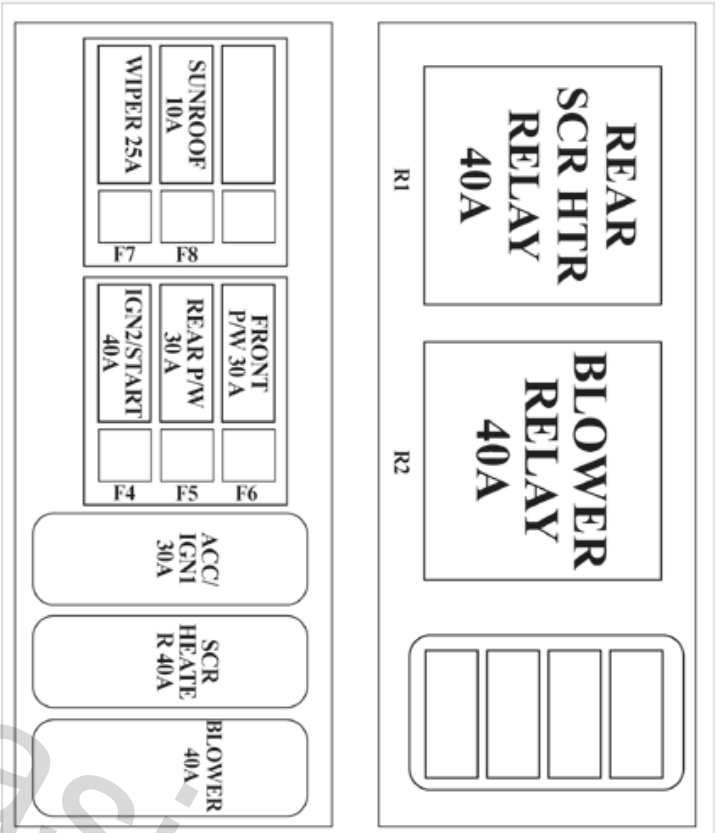 REAR
SCR HTR
RELAY
40A
R1
BLOWER
RELAY
40A
R2
SUNROOF
10A
WIPER 25A
F7
F8
FRONT
P/W 30 A
REAR P/W
30 A
IGN2/START
40A
F4
F5
F6
ACC/
IGN1
30A
SCR
HEATE
R 40A
BLOWER
40A